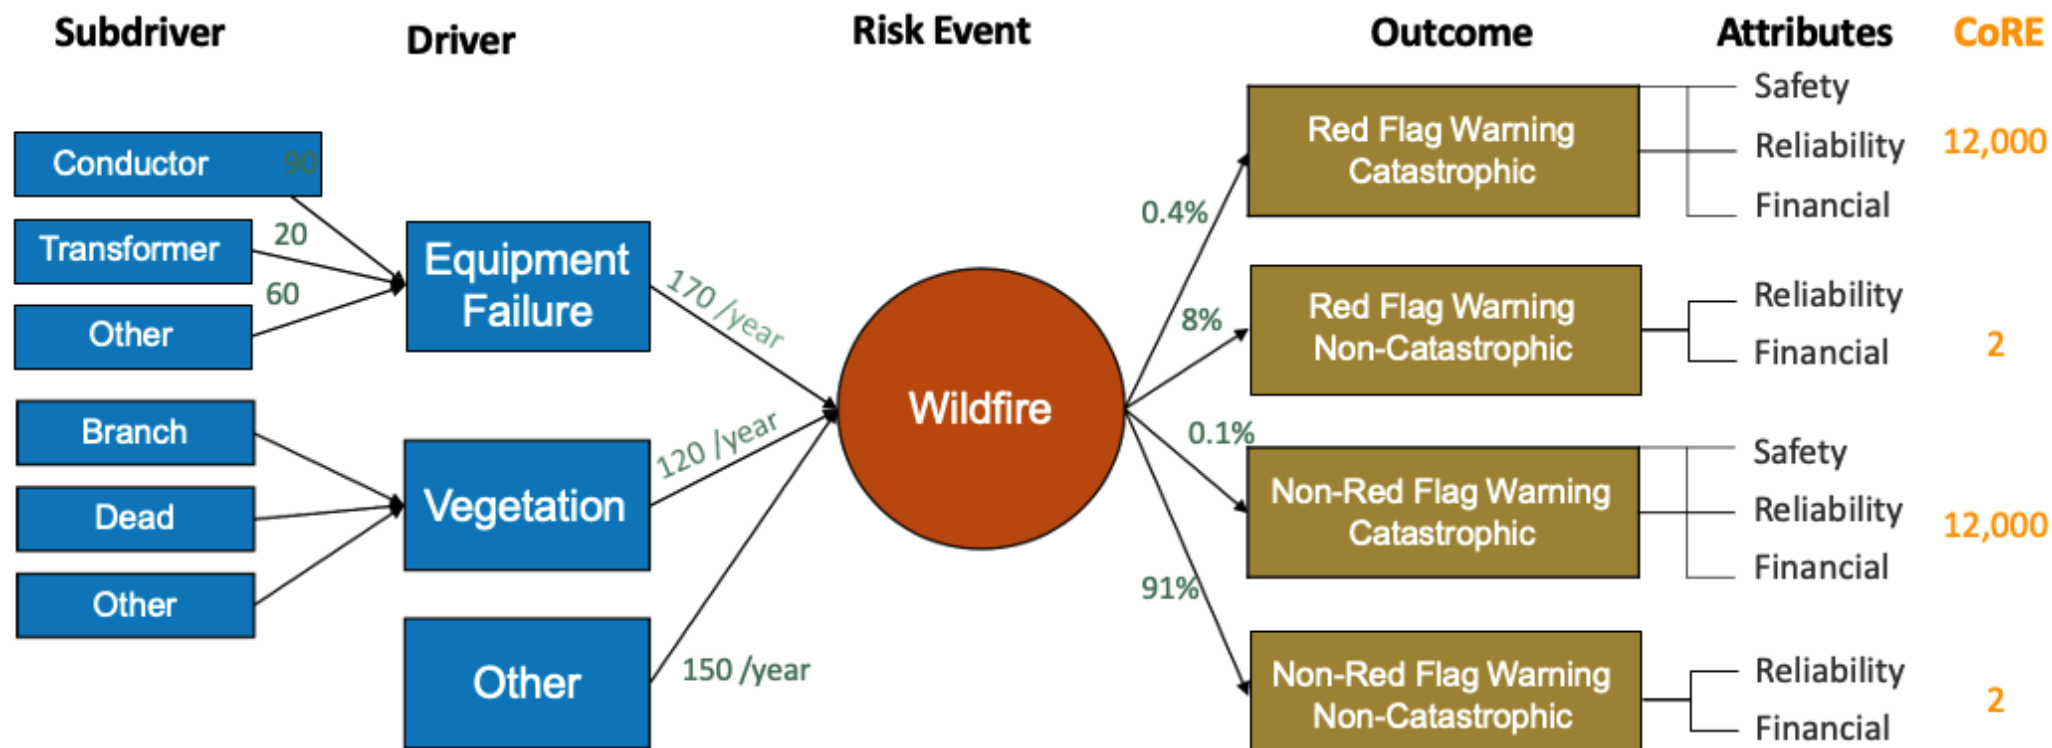 Subdriver
Driver
Risk Event
Outcome
Attributes
CoRE
Conductor
90
Transformer
20
Other
60
Branch
Dead
Other
Equipment
Failure
Vegetation
Other
170 /year
120 /year
150 /year
Wildfire
0.4%
8%
0.1%
91%
Red Flag Warning
Catastrophic
Safety
Reliability
Financial
12,000
Red Flag Warning
Non-Catastrophic
Reliability
Financial
2
Non-Red Flag Warning
Catastrophic
Safety
Reliability
Financial
12,000
Non-Red Flag Warning
Non-Catastrophic
Reliability
Financial
2